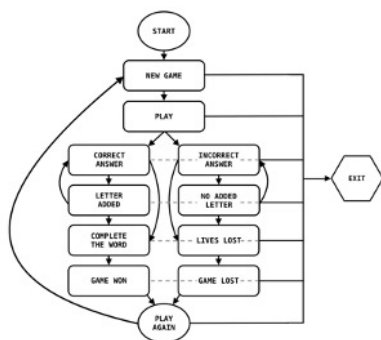 START
NEW GAME
PLAY
CORRECT
ANSWER
INCORRECT
ANSWER
EXIT
LETTER
ADDED
NO ADDED
LETTER
COMPLETE
THE WORD
LIVES LOST
GAME WON
GAME LOST
PLAY
AGAIN